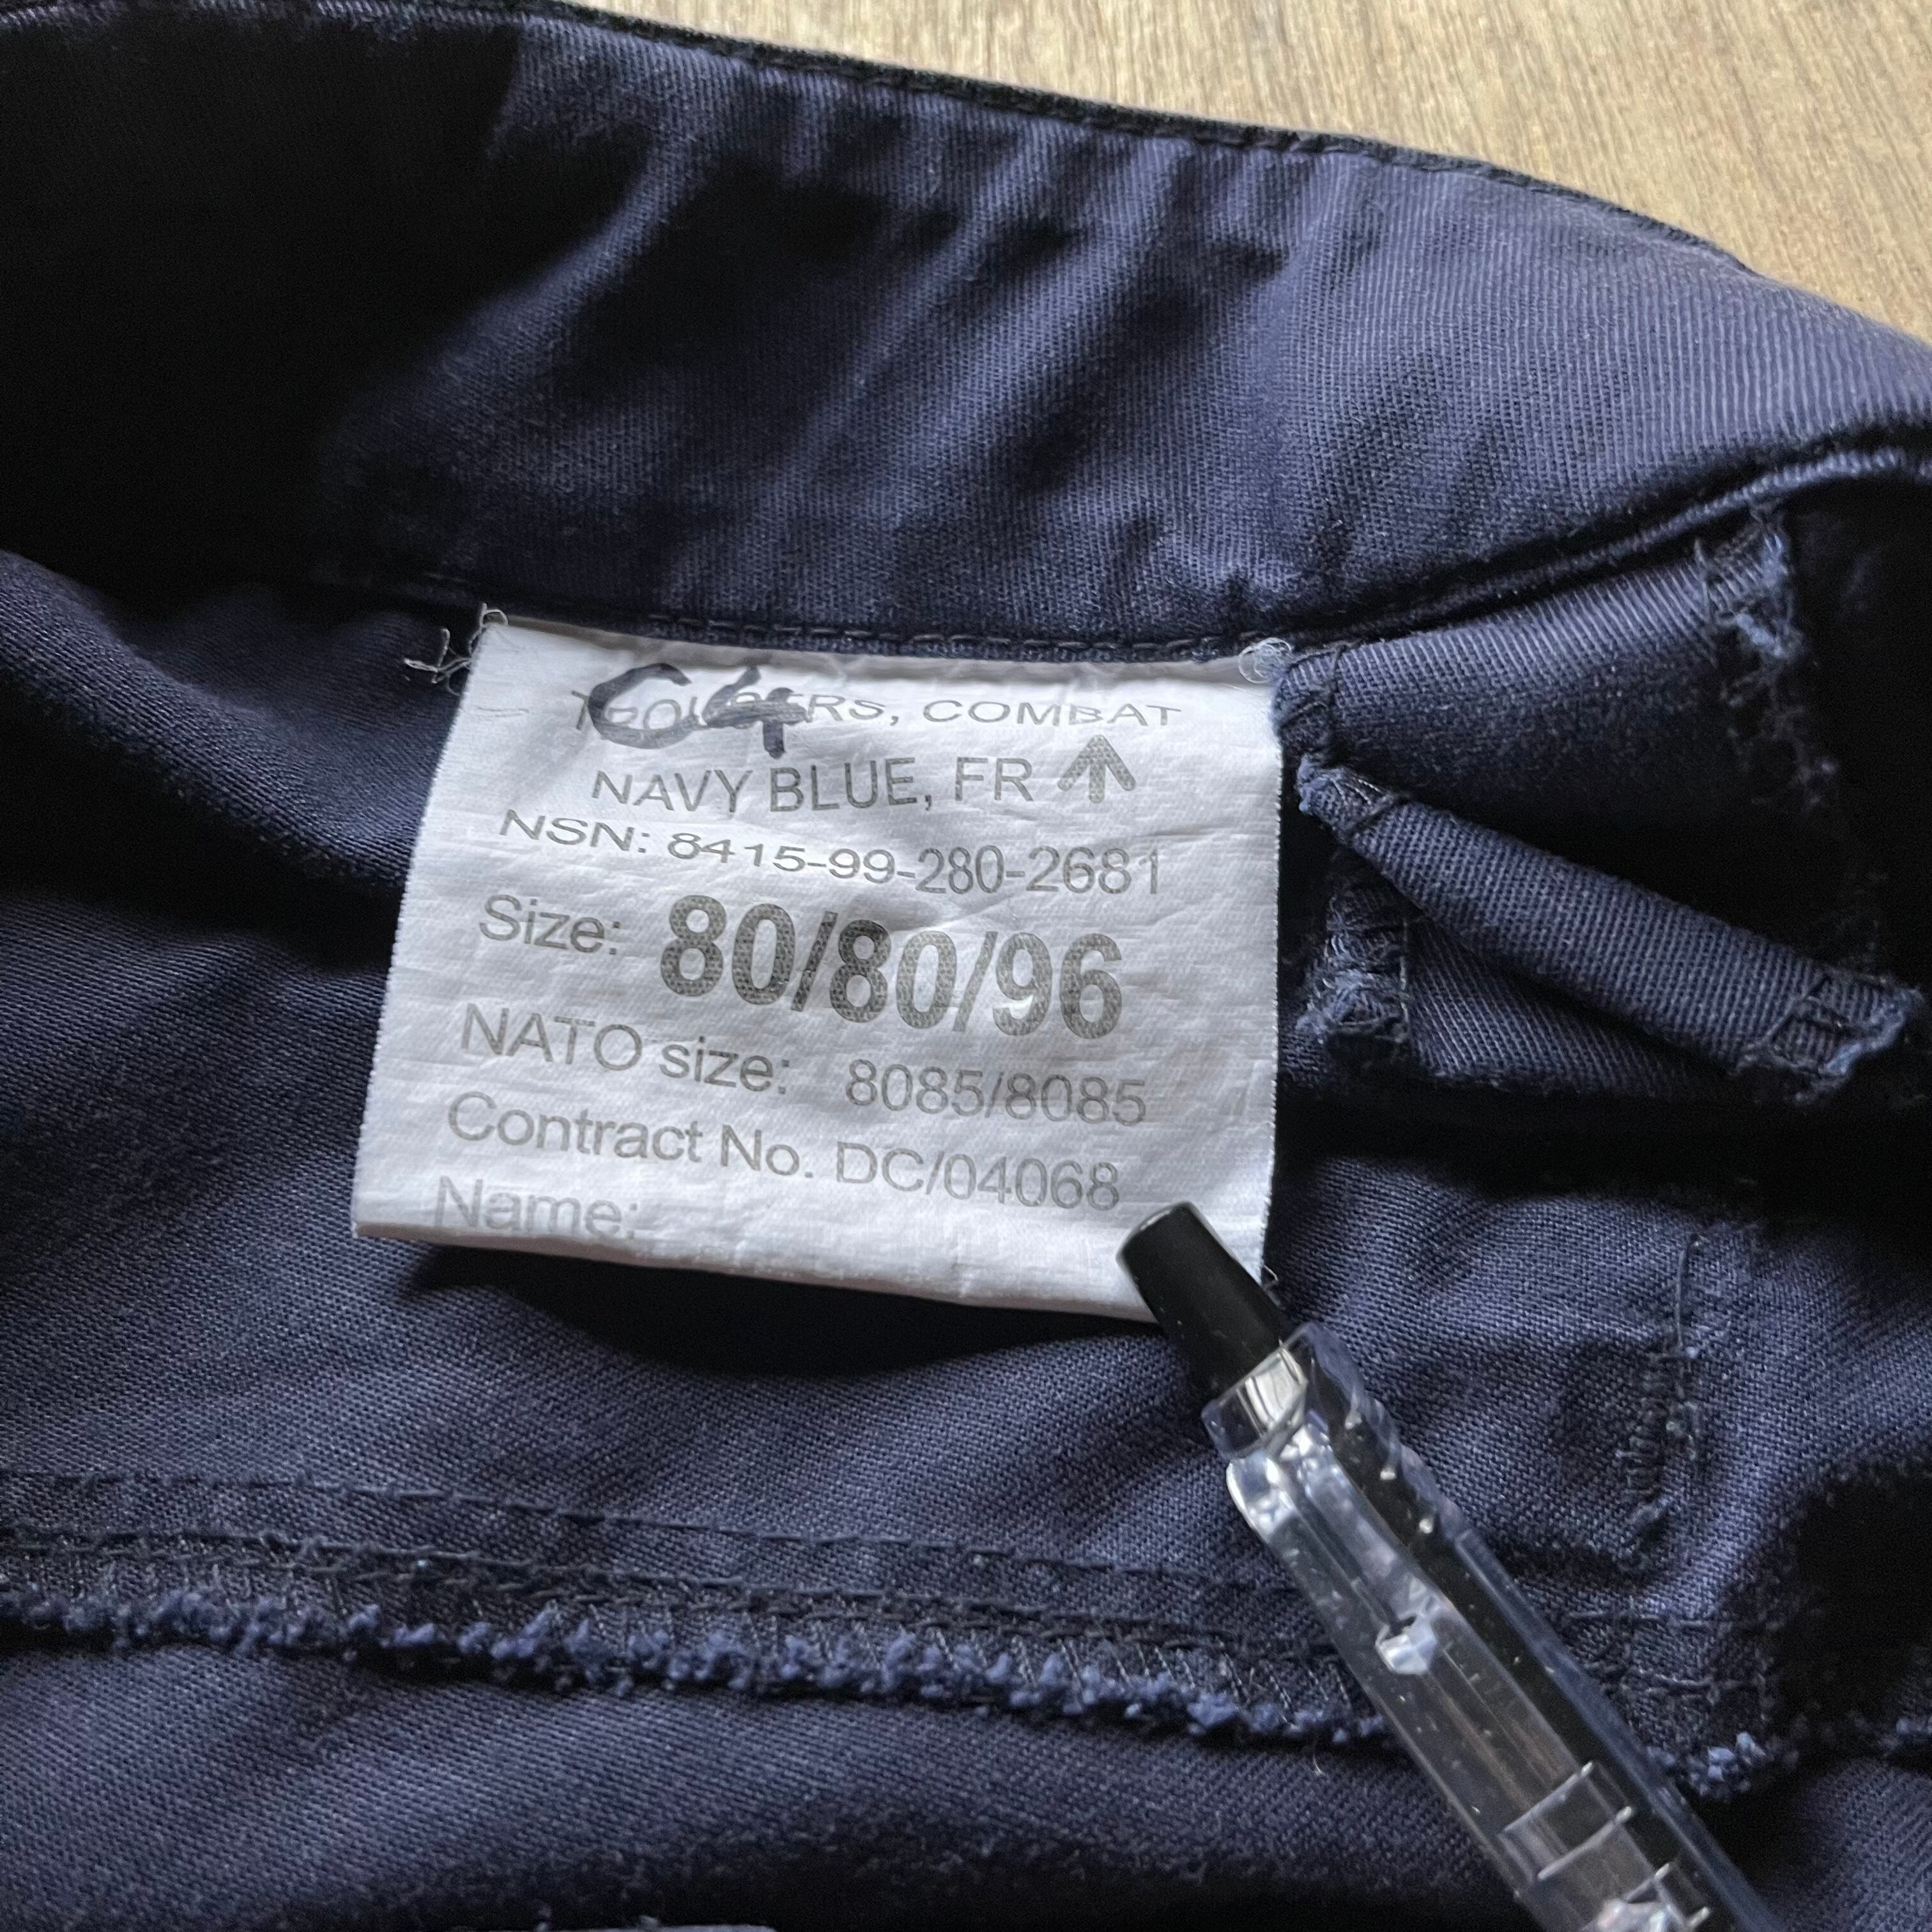 C4
TROUSERS, COMBAT
NAVY BLUE, FR
NSN: 8415-99-280-2681
Size: 80/80/96
NATO size: 8085/8085
Contract No. DC/04068
Name: